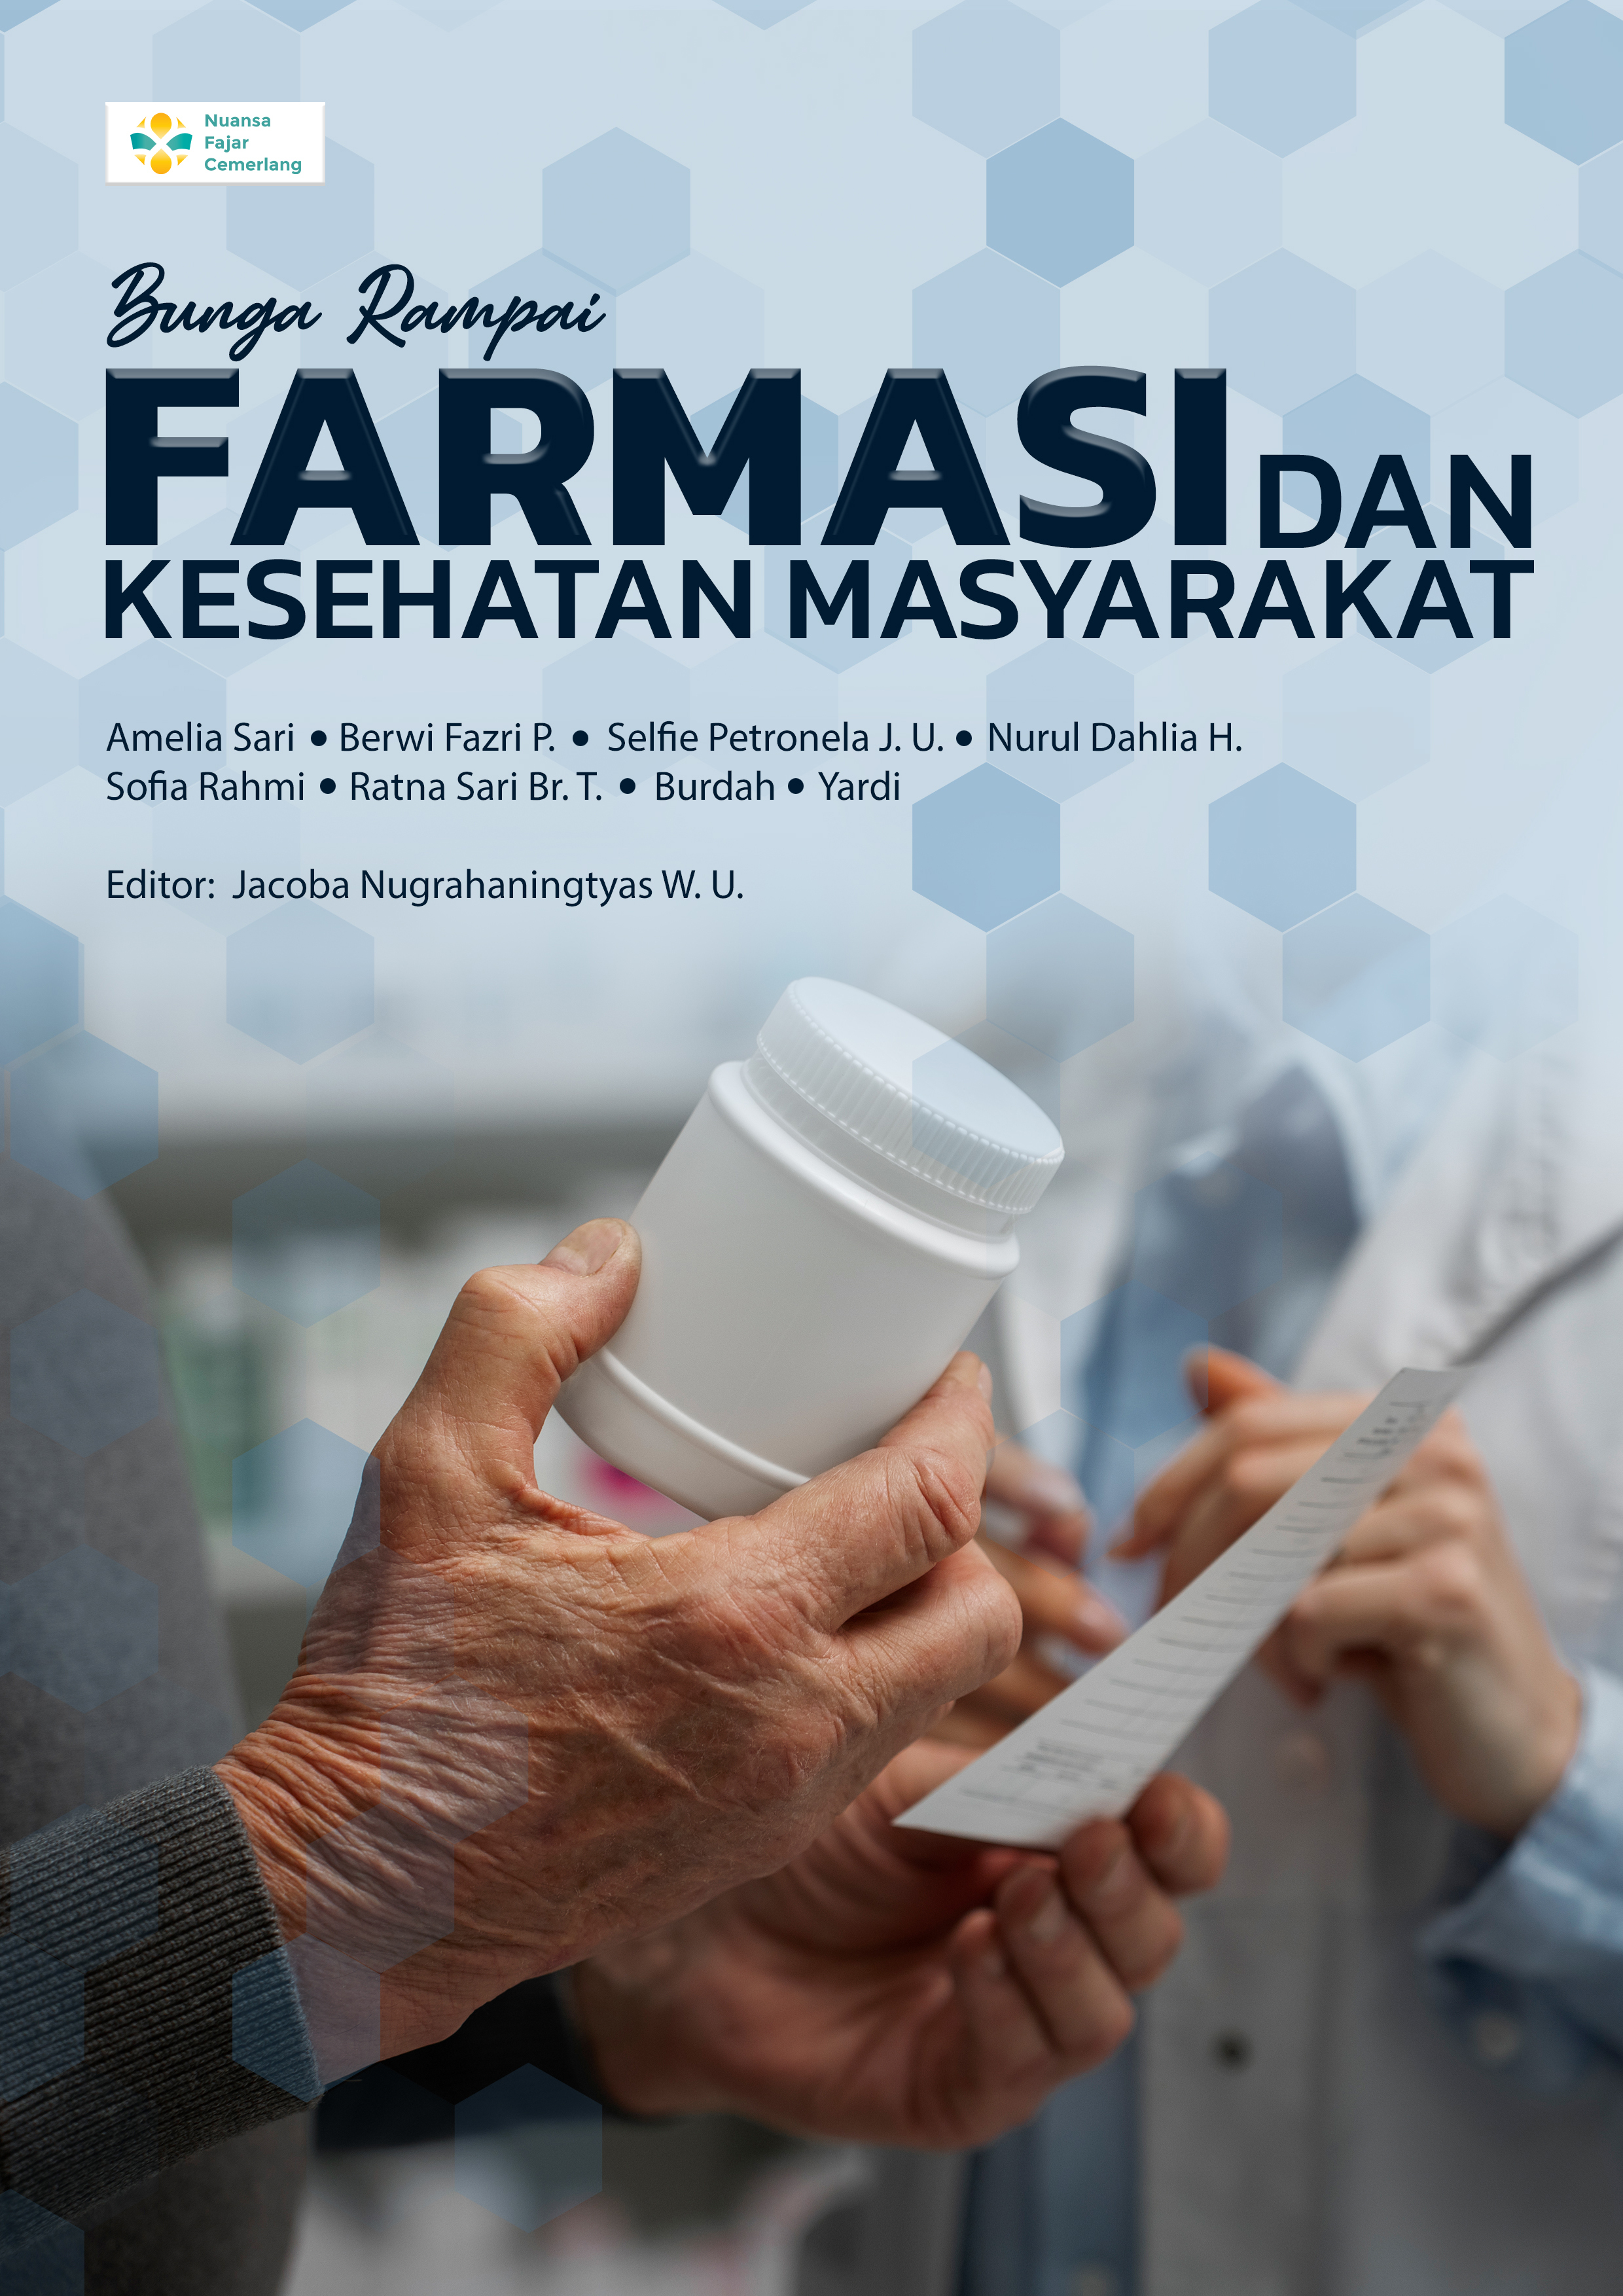 Nuansa
Fajar
Cemerlang
Bunga Rampai
FARMASI DAN
KESEHATAN MASYARAKAT
Amelia Sari • Berwi Fazri P. • Selfie Petronela J. U. • Nurul Dahlia H.
Sofia Rahmi • Ratna Sari Br. T. • Burdah • Yardi
Editor: Jacoba Nugrahaningtyas W. U.